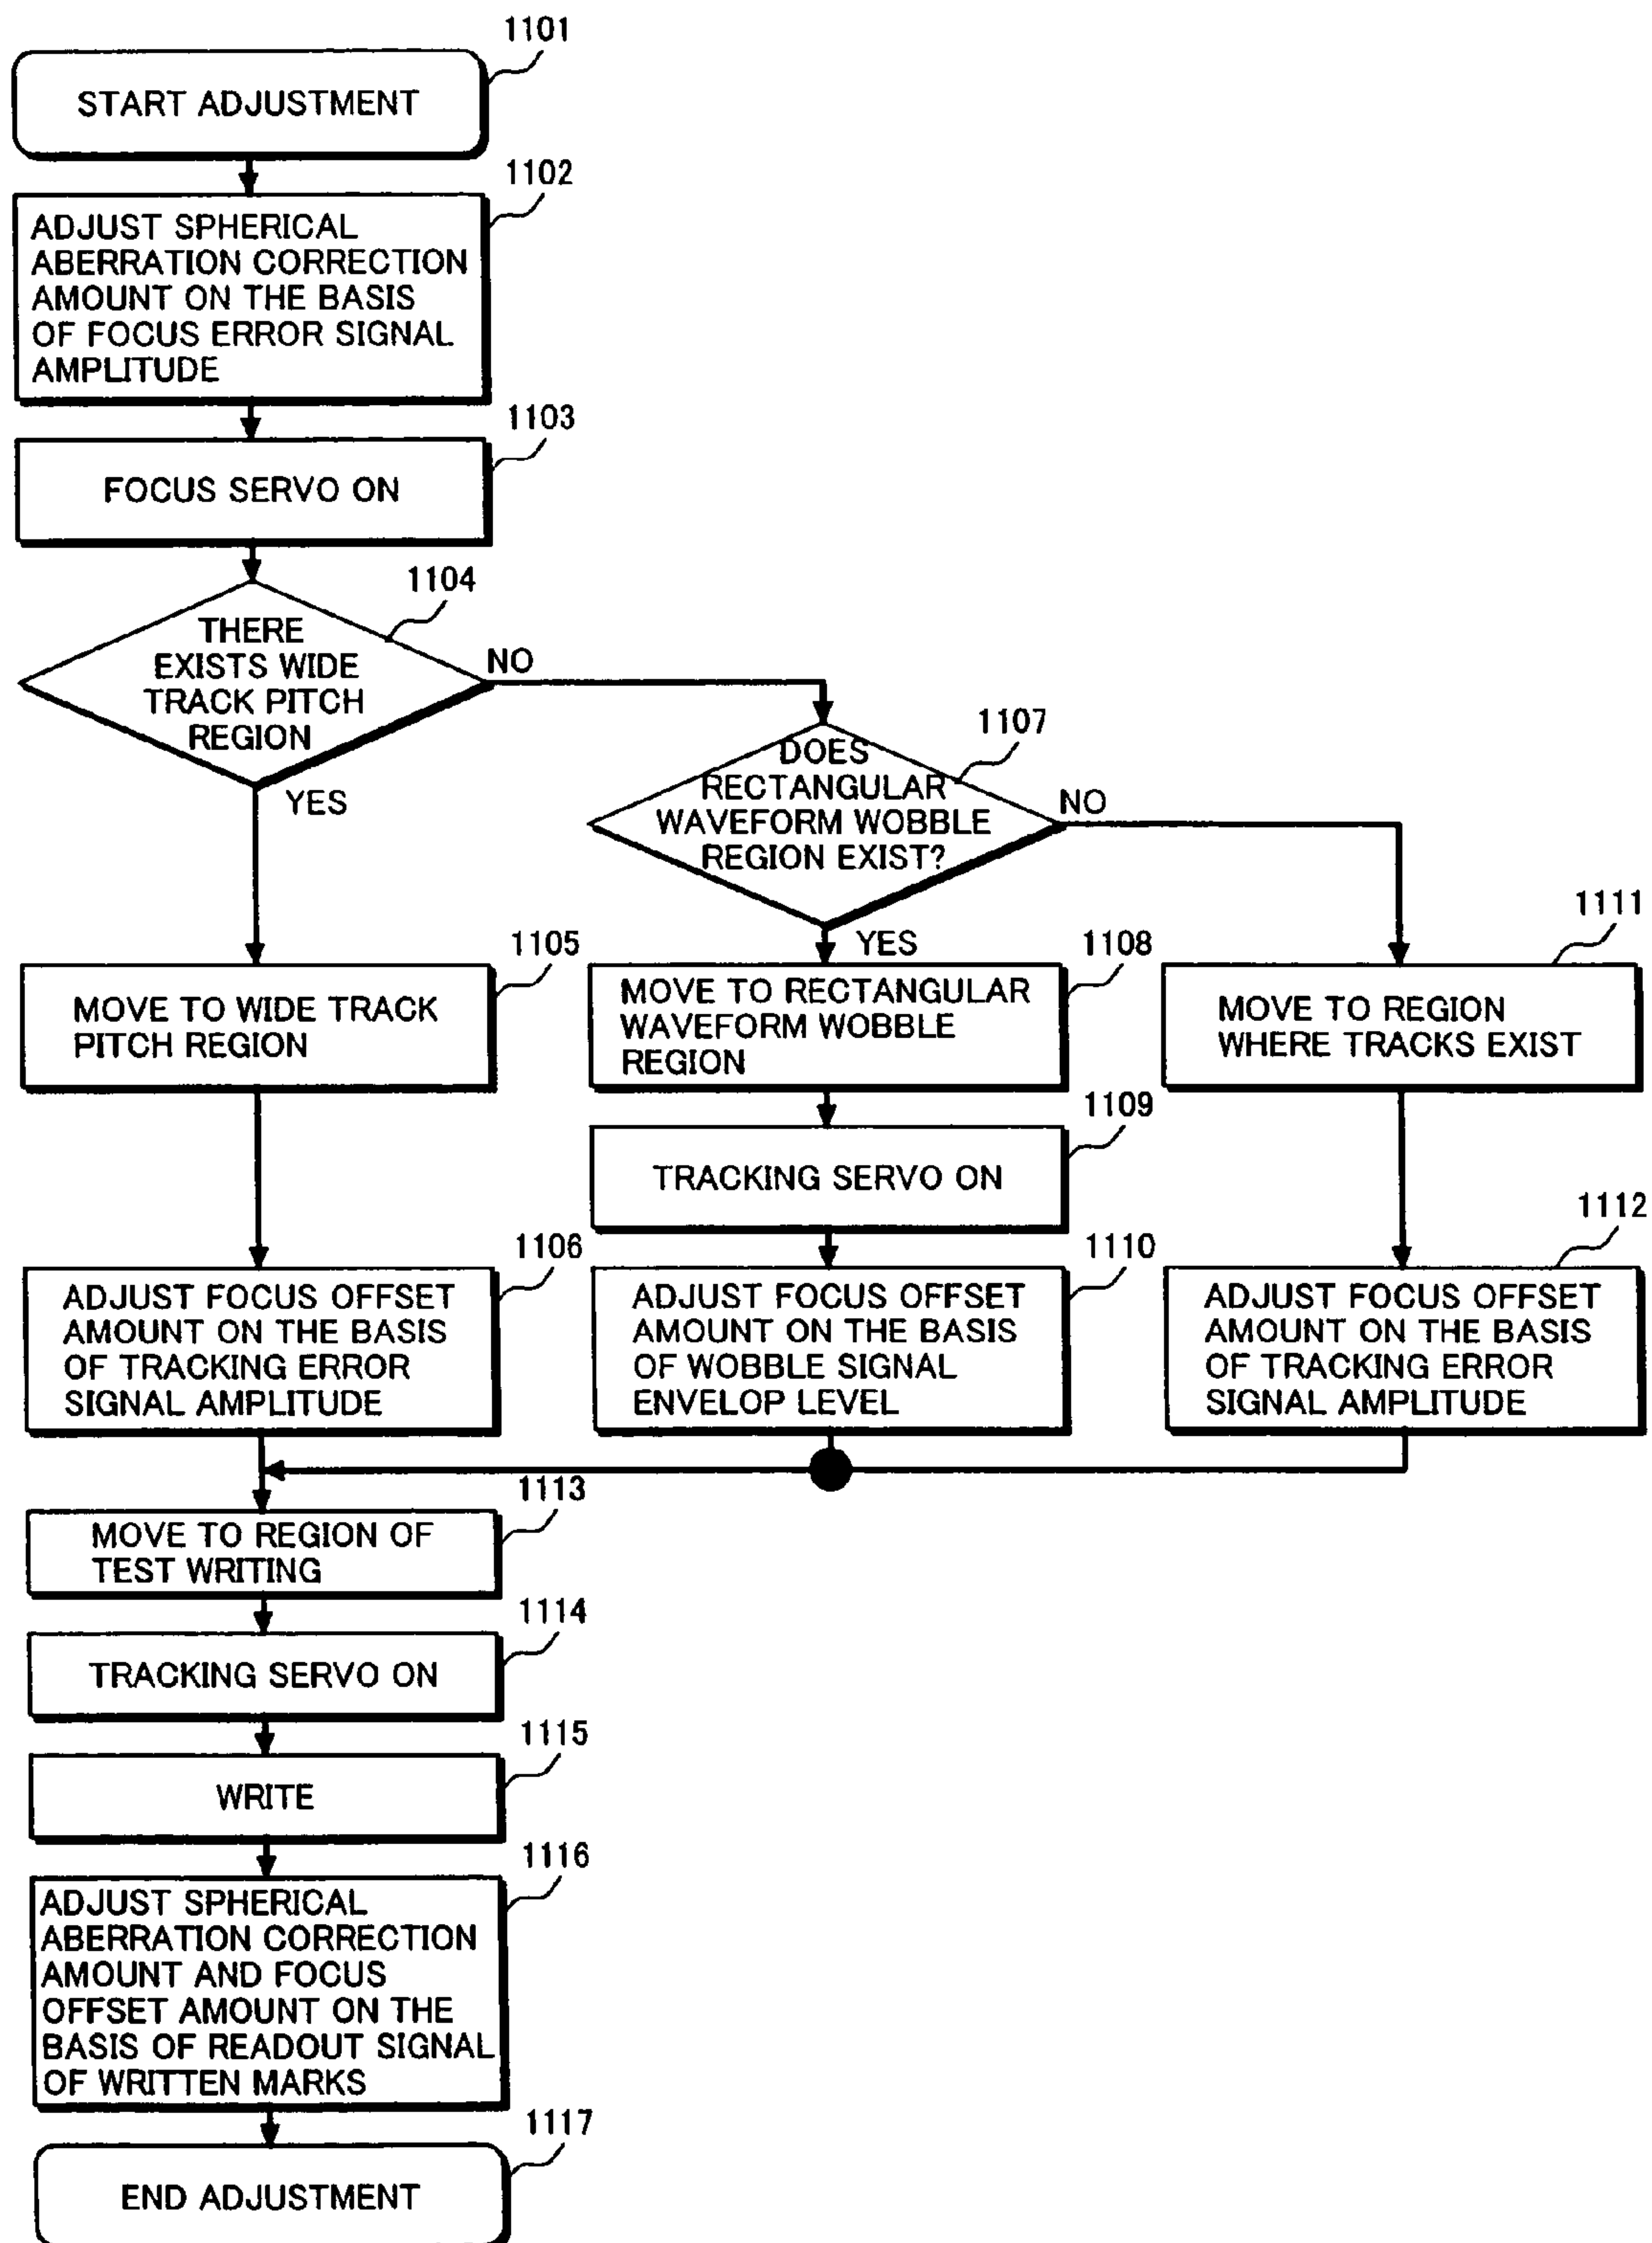 1101
START ADJUSTMENT
1102
ADJUST SPHERICAL
ABERRATION CORRECTION
AMOUNT ON THE BASIS
OF FOCUS ERROR SIGNAL
AMPLITUDE
1103
FOCUS SERVO ON
1104
THERE
EXISTS WIDE
TRACK PITCH
REGION
NO
YES
1107
DOES
RECTANGULAR
WAVEFORM WOBBLE
REGION EXIST?
NO
YES
1105
MOVE TO WIDE TRACK
PITCH REGION
1108
MOVE TO RECTANGULAR
WAVEFORM WOBBLE
REGION
1111
MOVE TO REGION
WHERE TRACKS EXIST
1109
TRACKING SERVO ON
1106
ADJUST FOCUS OFFSET
AMOUNT ON THE BASIS
OF TRACKING ERROR
SIGNAL AMPLITUDE
1110
ADJUST FOCUS OFFSET
AMOUNT ON THE BASIS
OF WOBBLE SIGNAL
ENVELOP LEVEL
1112
ADJUST FOCUS OFFSET
AMOUNT ON THE BASIS
OF TRACKING ERROR
SIGNAL AMPLITUDE
1113
MOVE TO REGION OF
TEST WRITING
1114
TRACKING SERVO ON
1115
WRITE
1116
ADJUST SPHERICAL
ABERRATION CORRECTION
AMOUNT AND FOCUS
OFFSET AMOUNT ON THE
BASIS OF READOUT SIGNAL
OF WRITTEN MARKS
1117
END ADJUSTMENT